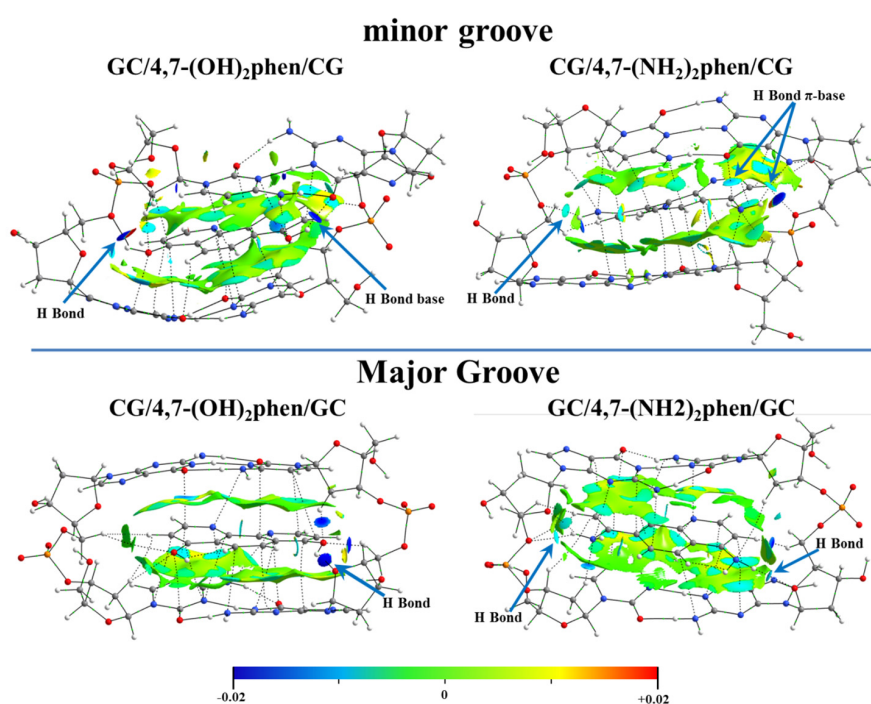 minor groove
GC/4,7-(OH)₂phen/CG
CG/4,7-(NH₂)₂phen/CG
H Bond π-base
H Bond
H Bond base
H Bond
Major Groove
CG/4,7-(OH)₂phen/GC
GC/4,7-(NH2)₂phen/GC
H Bond
H Bond
H Bond
-0.02
0
+0.02